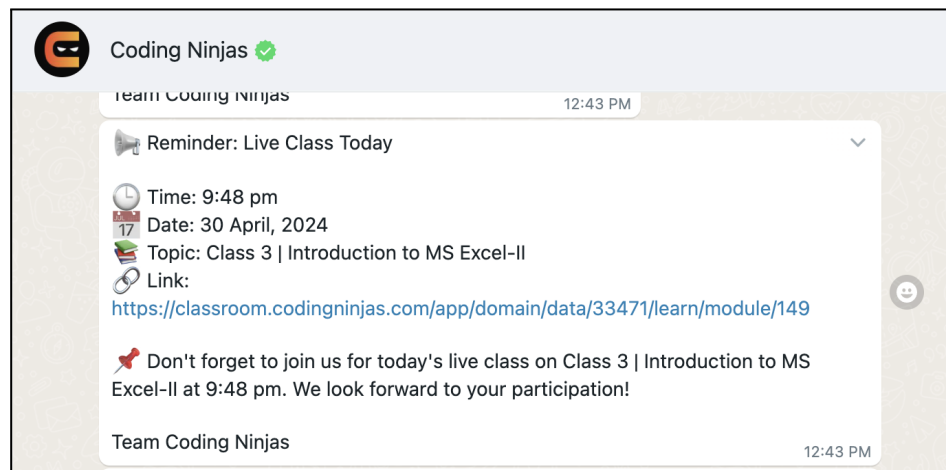 Coding Ninjas
Team Coding Ninjas
12:43 PM
Reminder: Live Class Today
Time: 9:48 pm
17 Date: 30 April, 2024
Topic: Class 3 | Introduction to MS Excel-II
Link:
https://classroom.codingninjas.com/app/domain/data/33471/learn/module/149
Don't forget to join us for today's live class on Class 3 | Introduction to MS
Excel-II at 9:48 pm. We look forward to your participation!
Team Coding Ninjas
12:43 PM